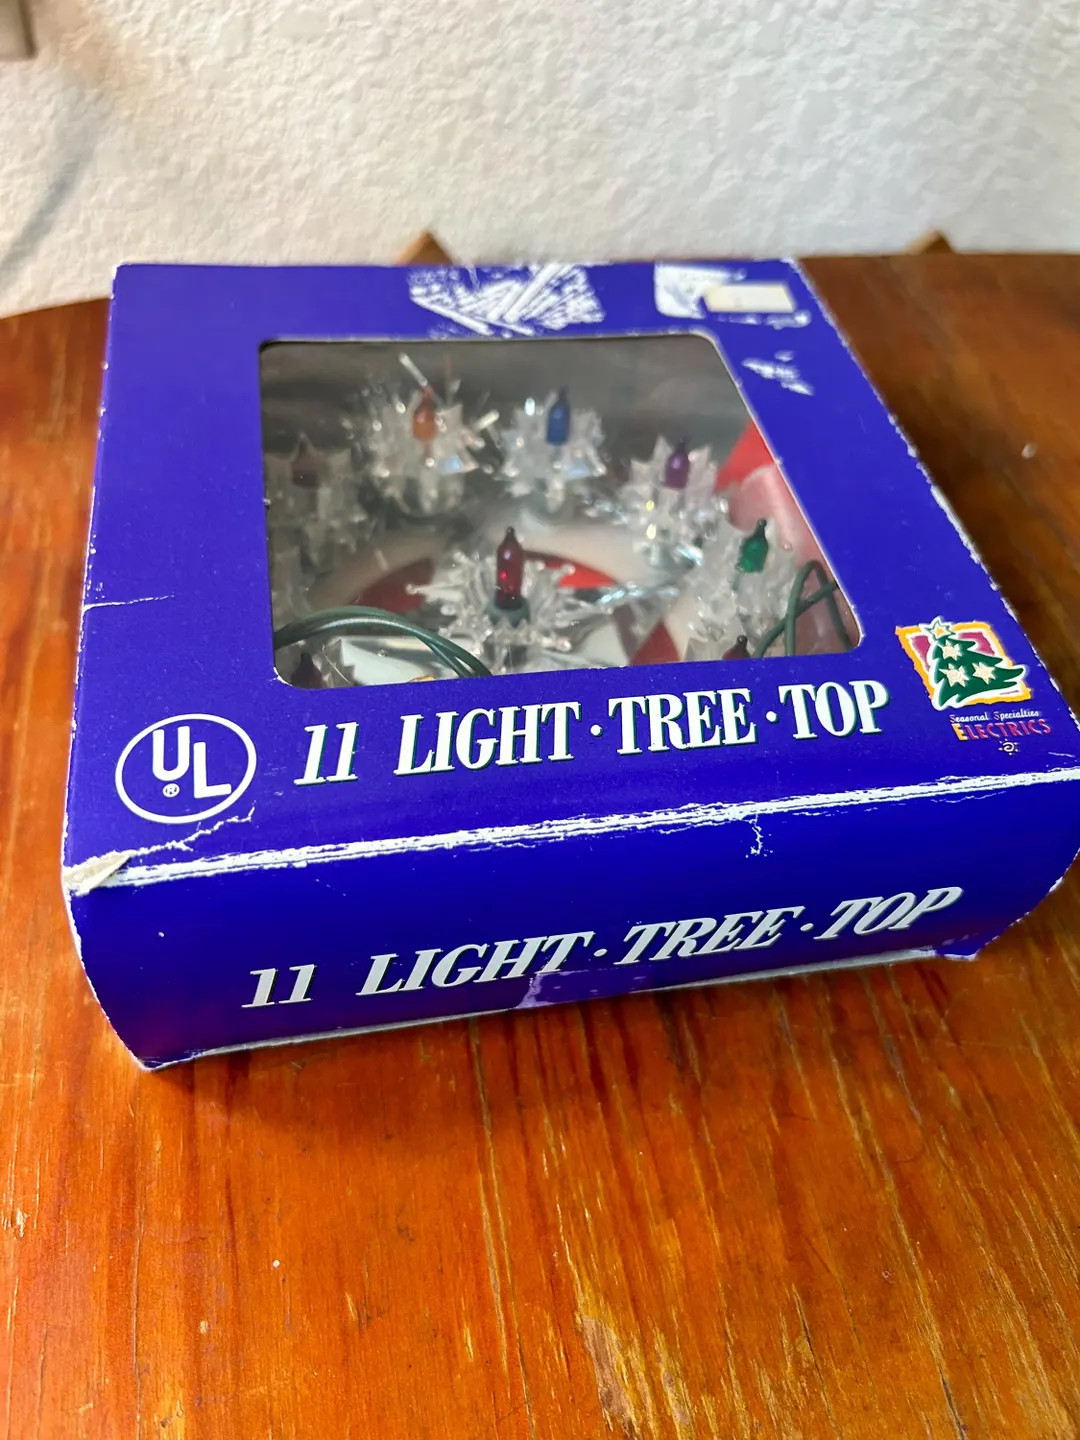 UL
®
11 LIGHT·TREE·TOP
Seasonal Specialties
ELECTRICS
11 LIGHT·TREE·TOP